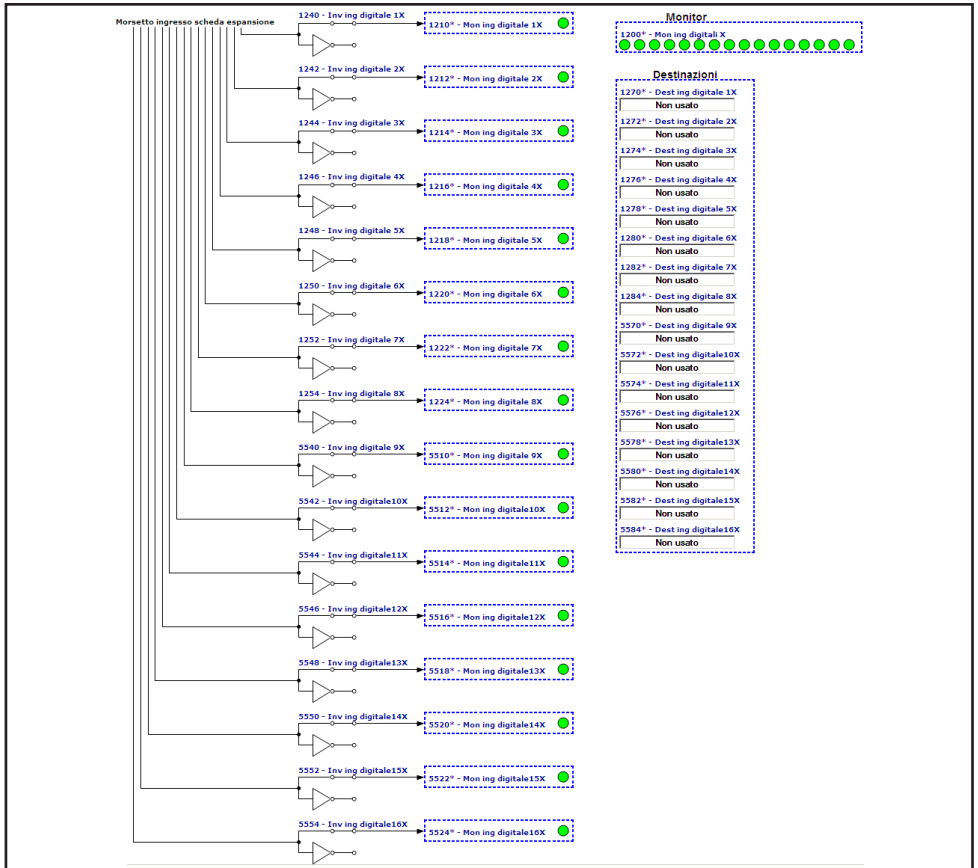 Morsetto ingresso scheda espansione
1240 - Inv ing digitale 1X
1210* - Mon ing digitale 1X
1242 - Inv ing digitale 2X
1212* - Mon ing digitale 2X
1244 - Inv ing digitale 3X
1214* - Mon ing digitale 3X
1246 - Inv ing digitale 4X
1216* - Mon ing digitale 4X
1248 - Inv ing digitale 5X
1218* - Mon ing digitale 5X
1250 - Inv ing digitale 6X
1220* - Mon ing digitale 6X
1252 - Inv ing digitale 7X
1222* - Mon ing digitale 7X
1254 - Inv ing digitale 8X
1224* - Mon ing digitale 8X
5540 - Inv ing digitale 9X
5510* - Mon ing digitale 9X
5542 - Inv ing digitale10X
5512* - Mon ing digitale10X
5544 - Inv ing digitale11X
5514* - Mon ing digitale11X
5546 - Inv ing digitale12X
5516* - Mon ing digitale12X
5548 - Inv ing digitale13X
5518* - Mon ing digitale13X
5550 - Inv ing digitale14X
5520* - Mon ing digitale14X
5552 - Inv ing digitale15X
5522* - Mon ing digitale15X
5554 - Inv ing digitale16X
5524* - Mon ing digitale16X
Monitor
1200* - Mon ing digitali X
Destinazioni
1270* - Dest ing digitale 1X
Non usato
1272* - Dest ing digitale 2X
Non usato
1274* - Dest ing digitale 3X
Non usato
1276* - Dest ing digitale 4X
Non usato
1278* - Dest ing digitale 5X
Non usato
1280* - Dest ing digitale 6X
Non usato
1282* - Dest ing digitale 7X
Non usato
1284* - Dest ing digitale 8X
Non usato
5570* - Dest ing digitale 9X
Non usato
5572* - Dest ing digitale10X
Non usato
5574* - Dest ing digitale11X
Non usato
5576* - Dest ing digitale12X
Non usato
5578* - Dest ing digitale13X
Non usato
5580* - Dest ing digitale14X
Non usato
5582* - Dest ing digitale15X
Non usato
5584* - Dest ing digitale16X
Non usato